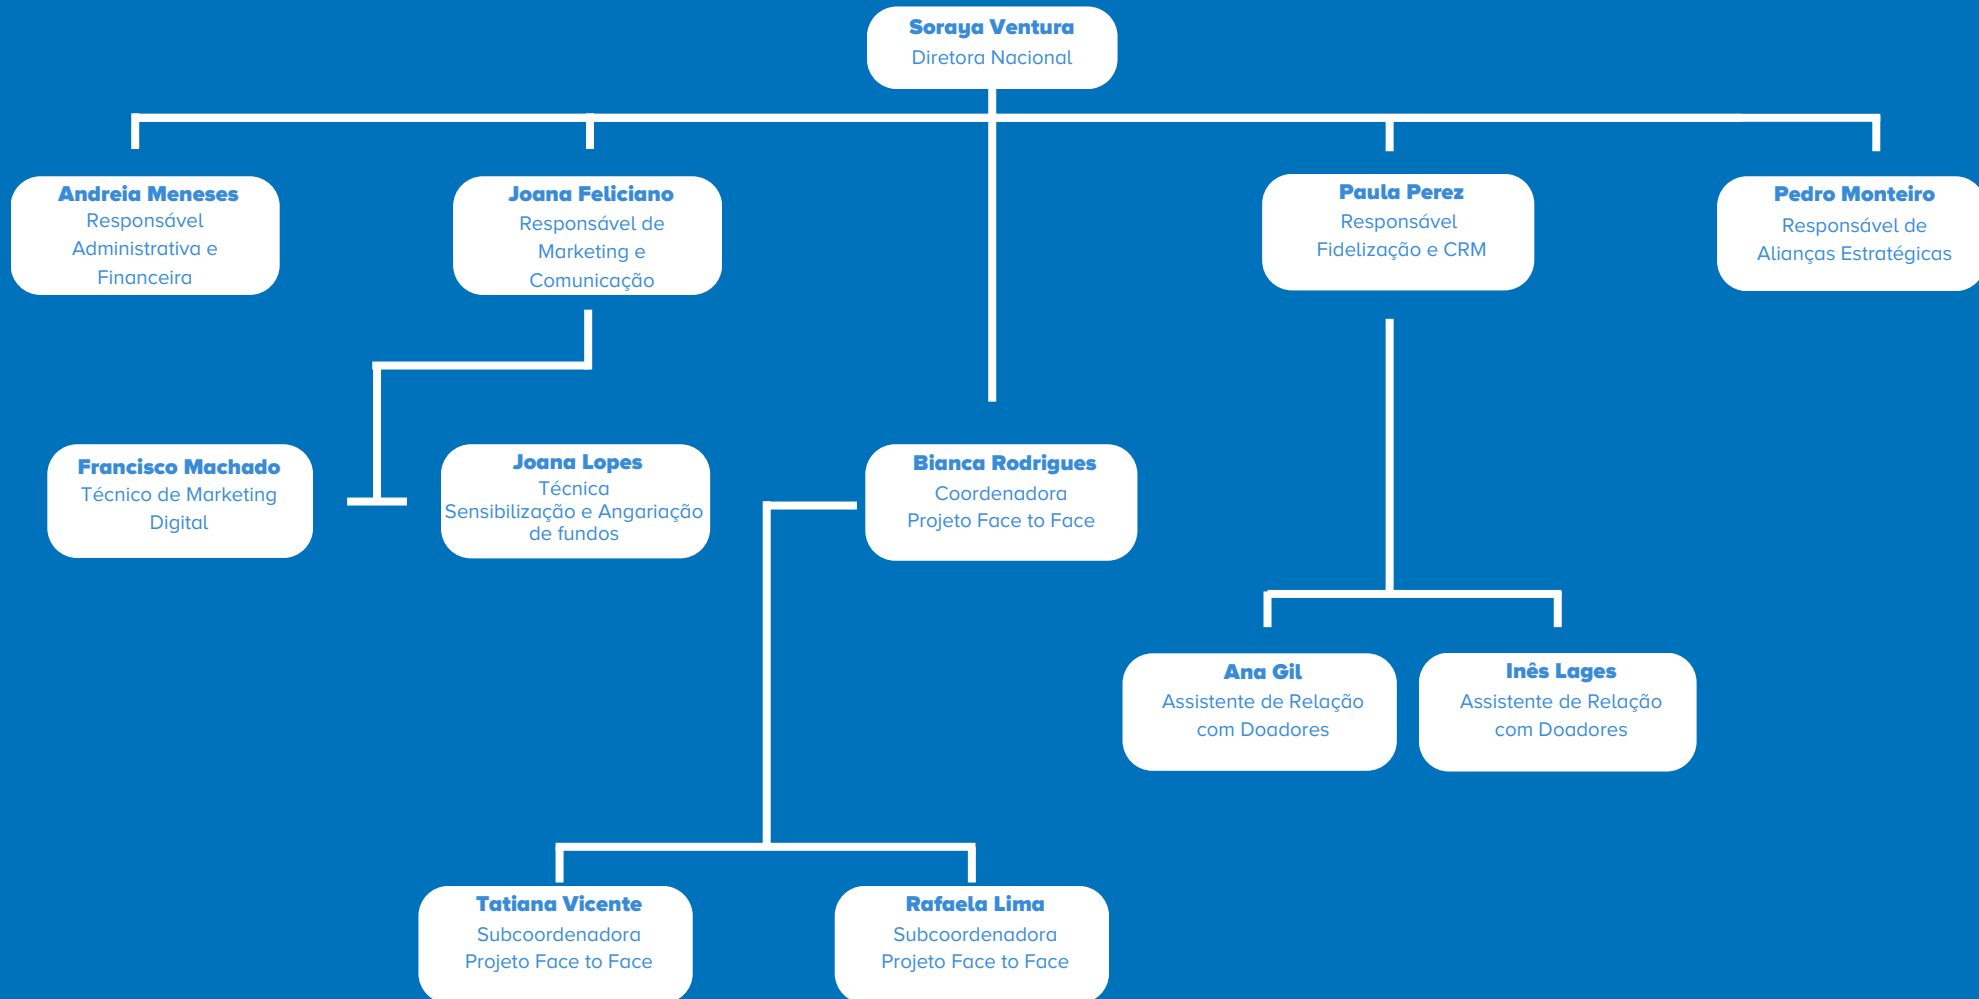 Soraya Ventura
Diretora Nacional
Andreia Meneses
Responsável
Administrativa e
Financeira
Joana Feliciano
Responsável de
Marketing e
Comunicação
Paula Perez
Responsável
Fidelização e CRM
Pedro Monteiro
Responsável de
Alianças Estratégicas
Francisco Machado
Técnico de Marketing
Digital
Joana Lopes
Técnica
Sensibilização e Angariação
de fundos
Bianca Rodrigues
Coordenadora
Projeto Face to Face
Ana Gil
Assistente de Relação
com Doadores
Inês Lages
Assistente de Relação
com Doadores
Tatiana Vicente
Subcoordenadora
Projeto Face to Face
Rafaela Lima
Subcoordenadora
Projeto Face to Face